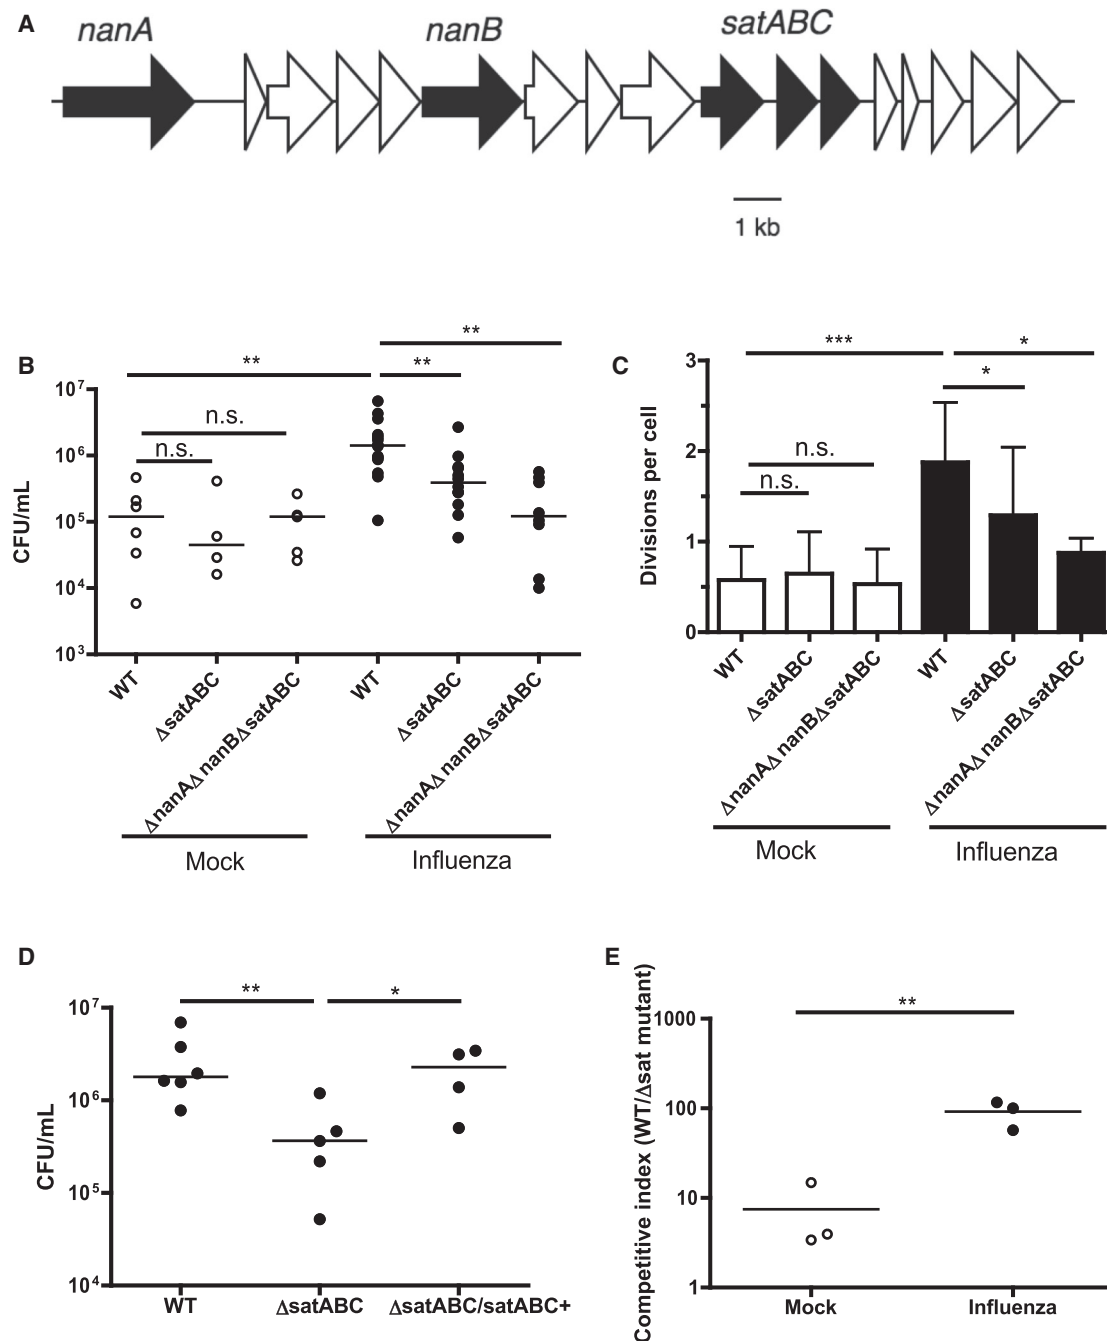 A
nanA nanB satABC
1 kb
B
**
**
**
n.s.
n.s.
CFU/mL
10⁷
10⁶
10⁵
10⁴
10³
WT
ΔsatABC
ΔnanAΔnanBΔsatABC
WT
ΔsatABC
ΔnanAΔnanBΔsatABC
Mock
Influenza
C
***
*
*
n.s.
n.s.
Divisions per cell
3
2
1
0
WT
ΔsatABC
ΔnanAΔnanBΔsatABC
WT
ΔsatABC
ΔnanAΔnanBΔsatABC
Mock
Influenza
D
**
*
CFU/mL
10⁷
10⁶
10⁵
10⁴
WT
ΔsatABC
ΔsatABC/satABC+
E
**
Competitive index (WT/Δsat mutant)
1000
100
10
1
Mock
Influenza